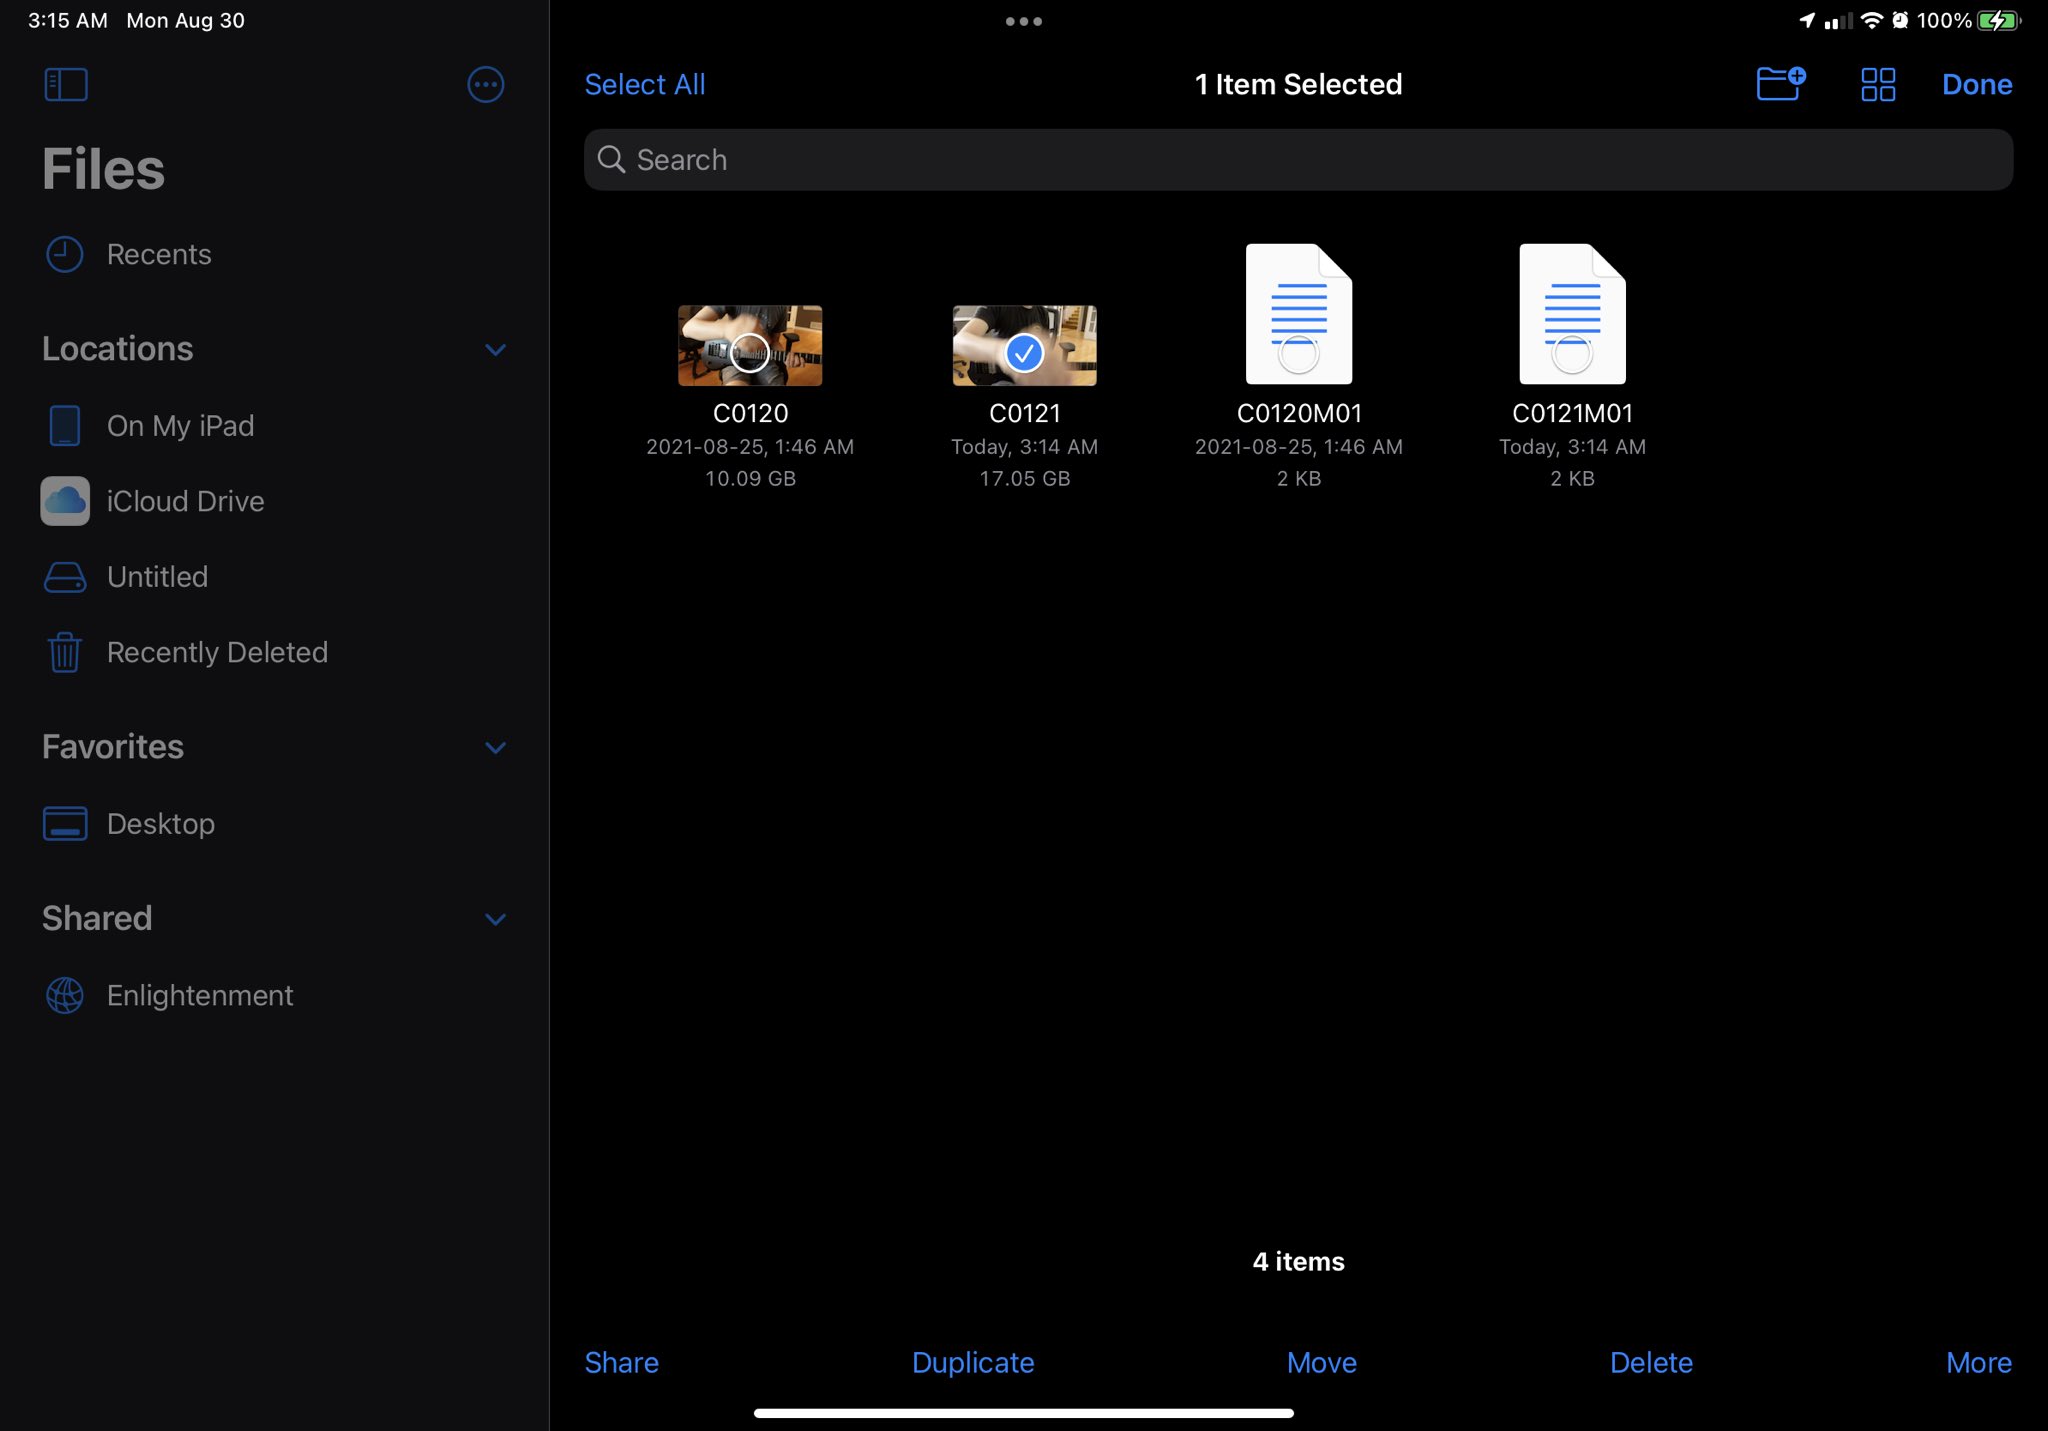 3:15 AM Mon Aug 30
100%
Files
Recents
Locations
On My iPad
iCloud Drive
Untitled
Recently Deleted
Favorites
Desktop
Shared
Enlightenment
Select All
1 Item Selected
Done
Search
C0120
2021-08-25, 1:46 AM
10.09 GB
C0121
Today, 3:14 AM
17.05 GB
C0120M01
2021-08-25, 1:46 AM
2 KB
C0121M01
Today, 3:14 AM
2 KB
4 items
Share
Duplicate
Move
Delete
More